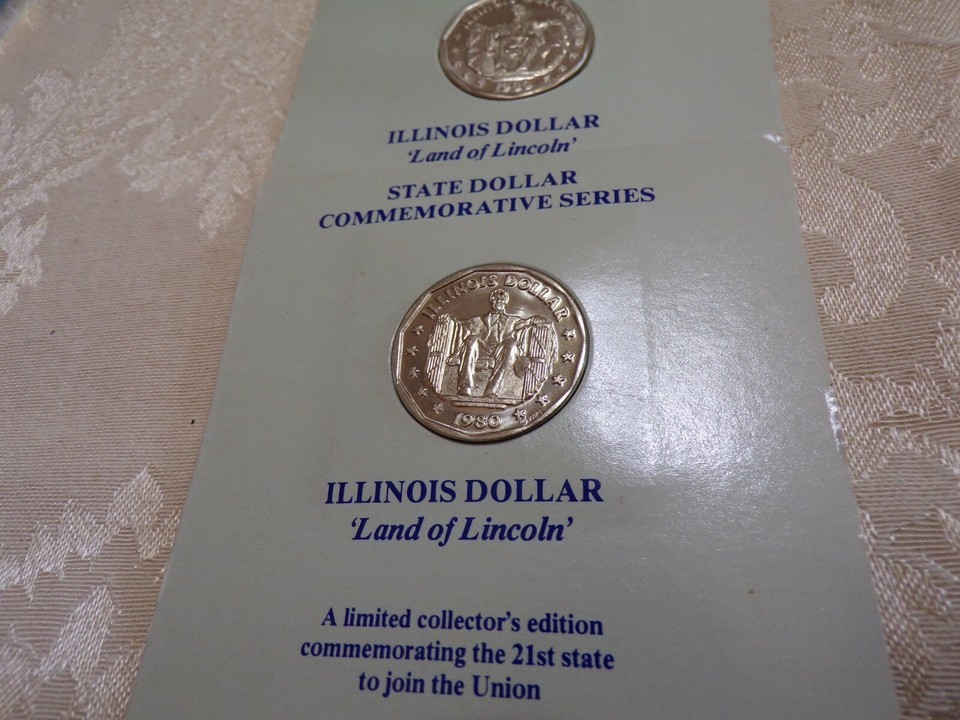 1980
ILLINOIS DOLLAR
‘Land of Lincoln’
STATE DOLLAR
COMMEMORATIVE SERIES
ILLINOIS DOLLAR
1980
ILLINOIS DOLLAR
‘Land of Lincoln’
A limited collector’s edition
commemorating the 21st state
to join the Union